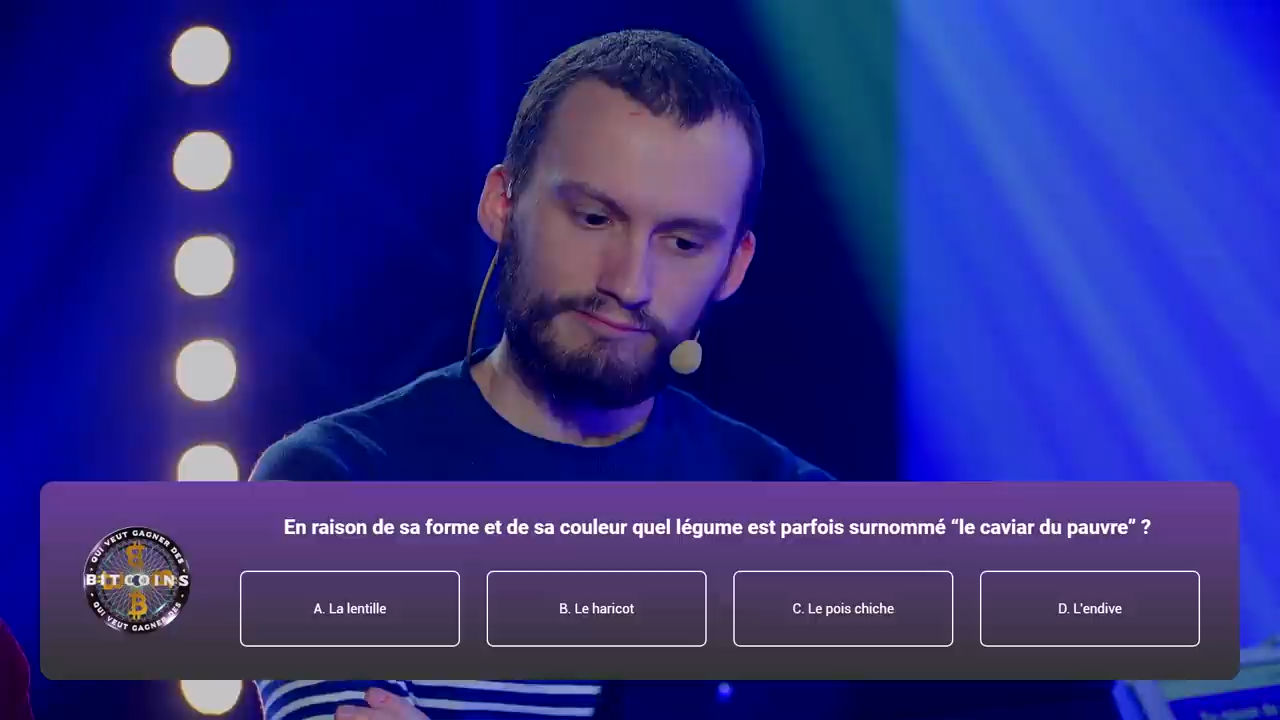 En raison de sa forme et de sa couleur quel légume est parfois surnommé “le caviar du pauvre” ?
QUI VEUT GAGNER DES
BITCOINS
QUI VEUT GAGNER DES
A. La lentille
B. Le haricot
C. Le pois chiche
D. L'endive